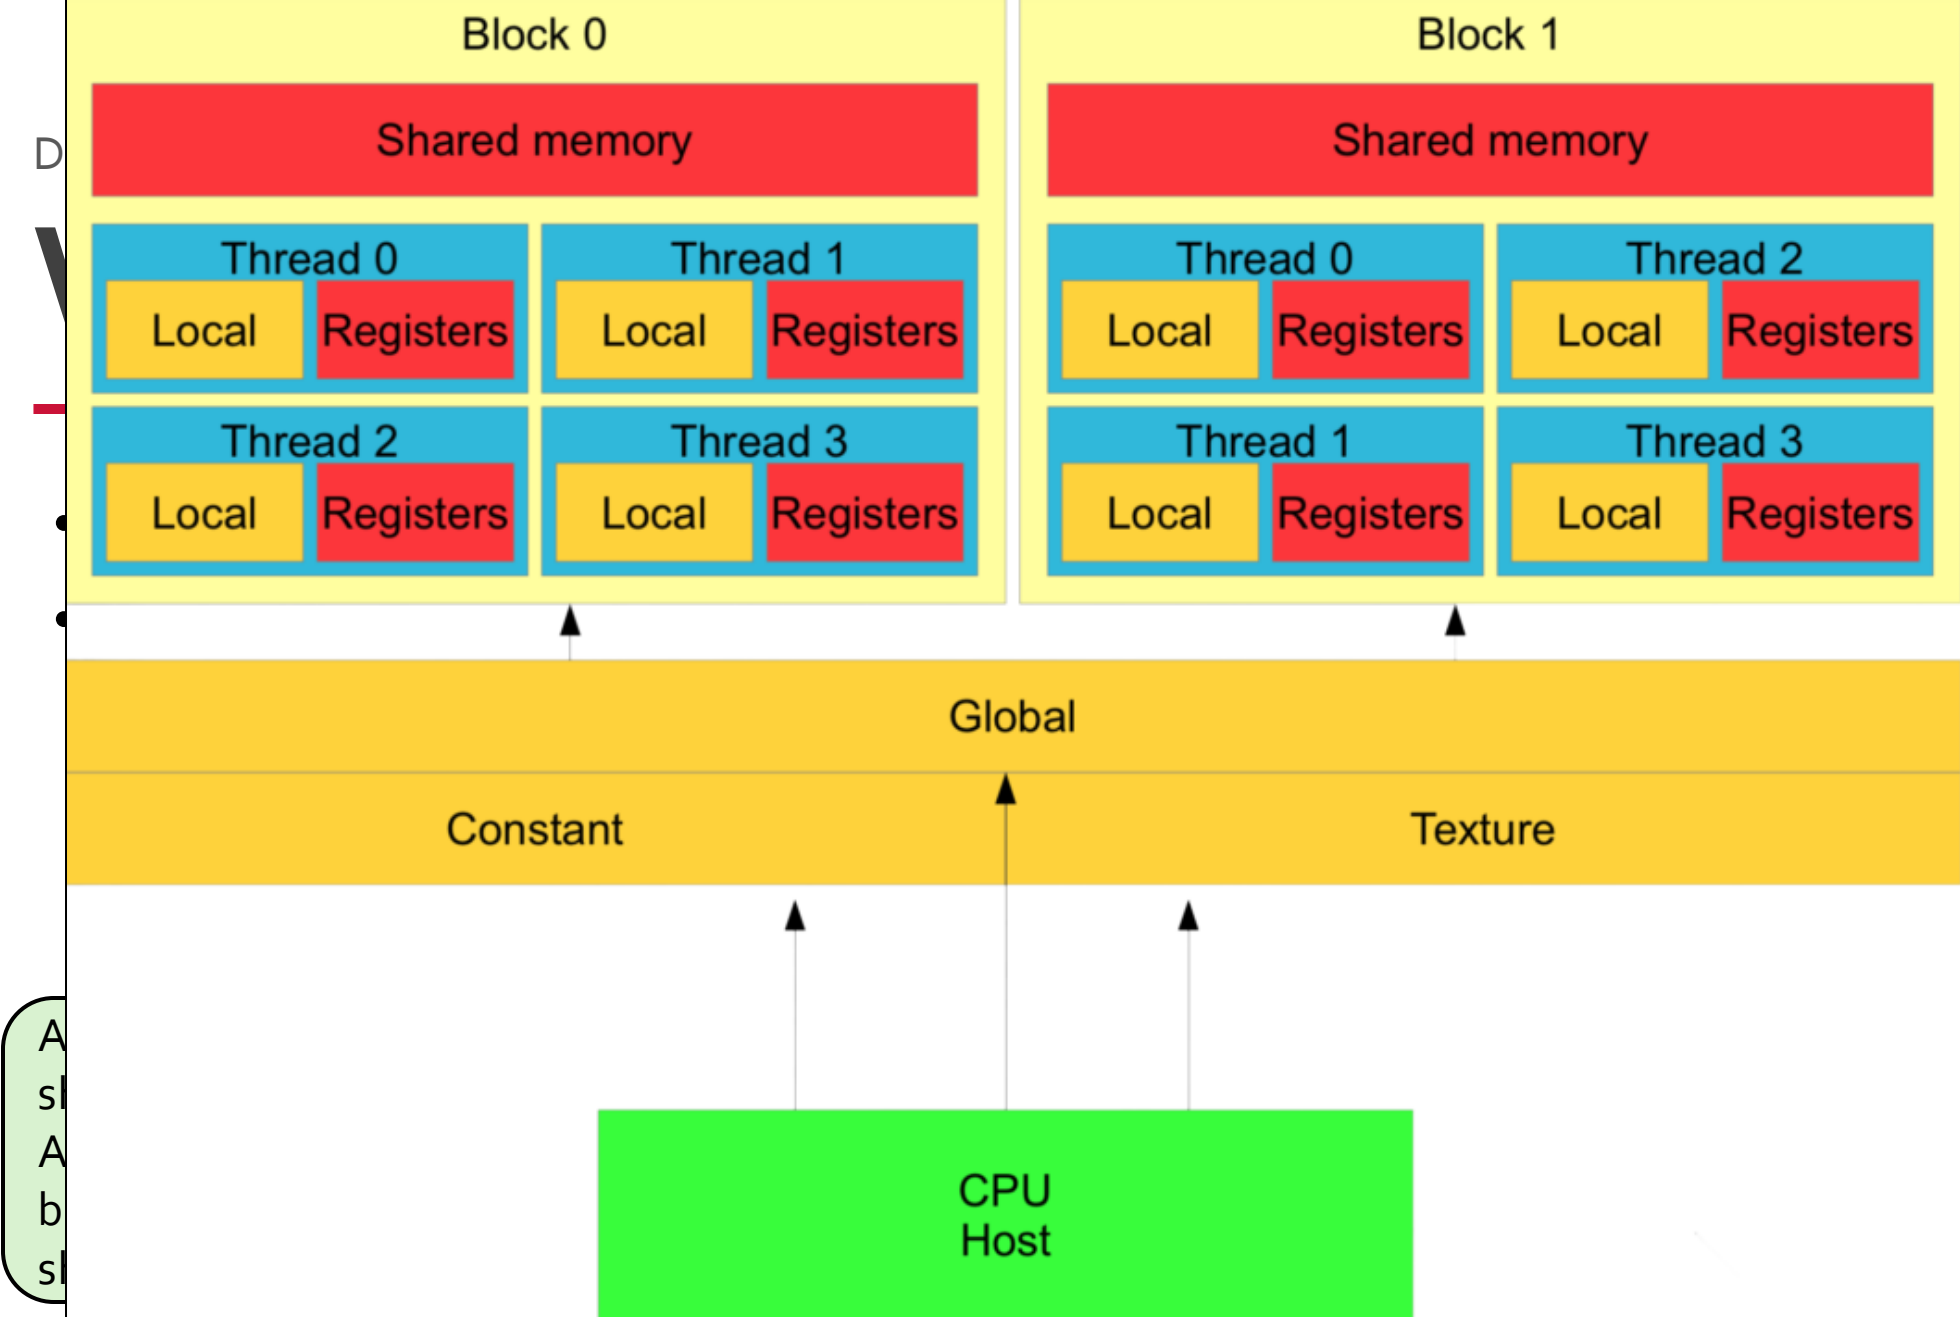 Block 0
Block 1
Shared memory
Shared memory
Thread 0
Thread 1
Thread 0
Thread 2
Local
Registers
Local
Registers
Local
Registers
Local
Registers
Thread 2
Thread 3
Thread 1
Thread 3
Local
Registers
Local
Registers
Local
Registers
Local
Registers
Global
Constant
Texture
CPU
Host